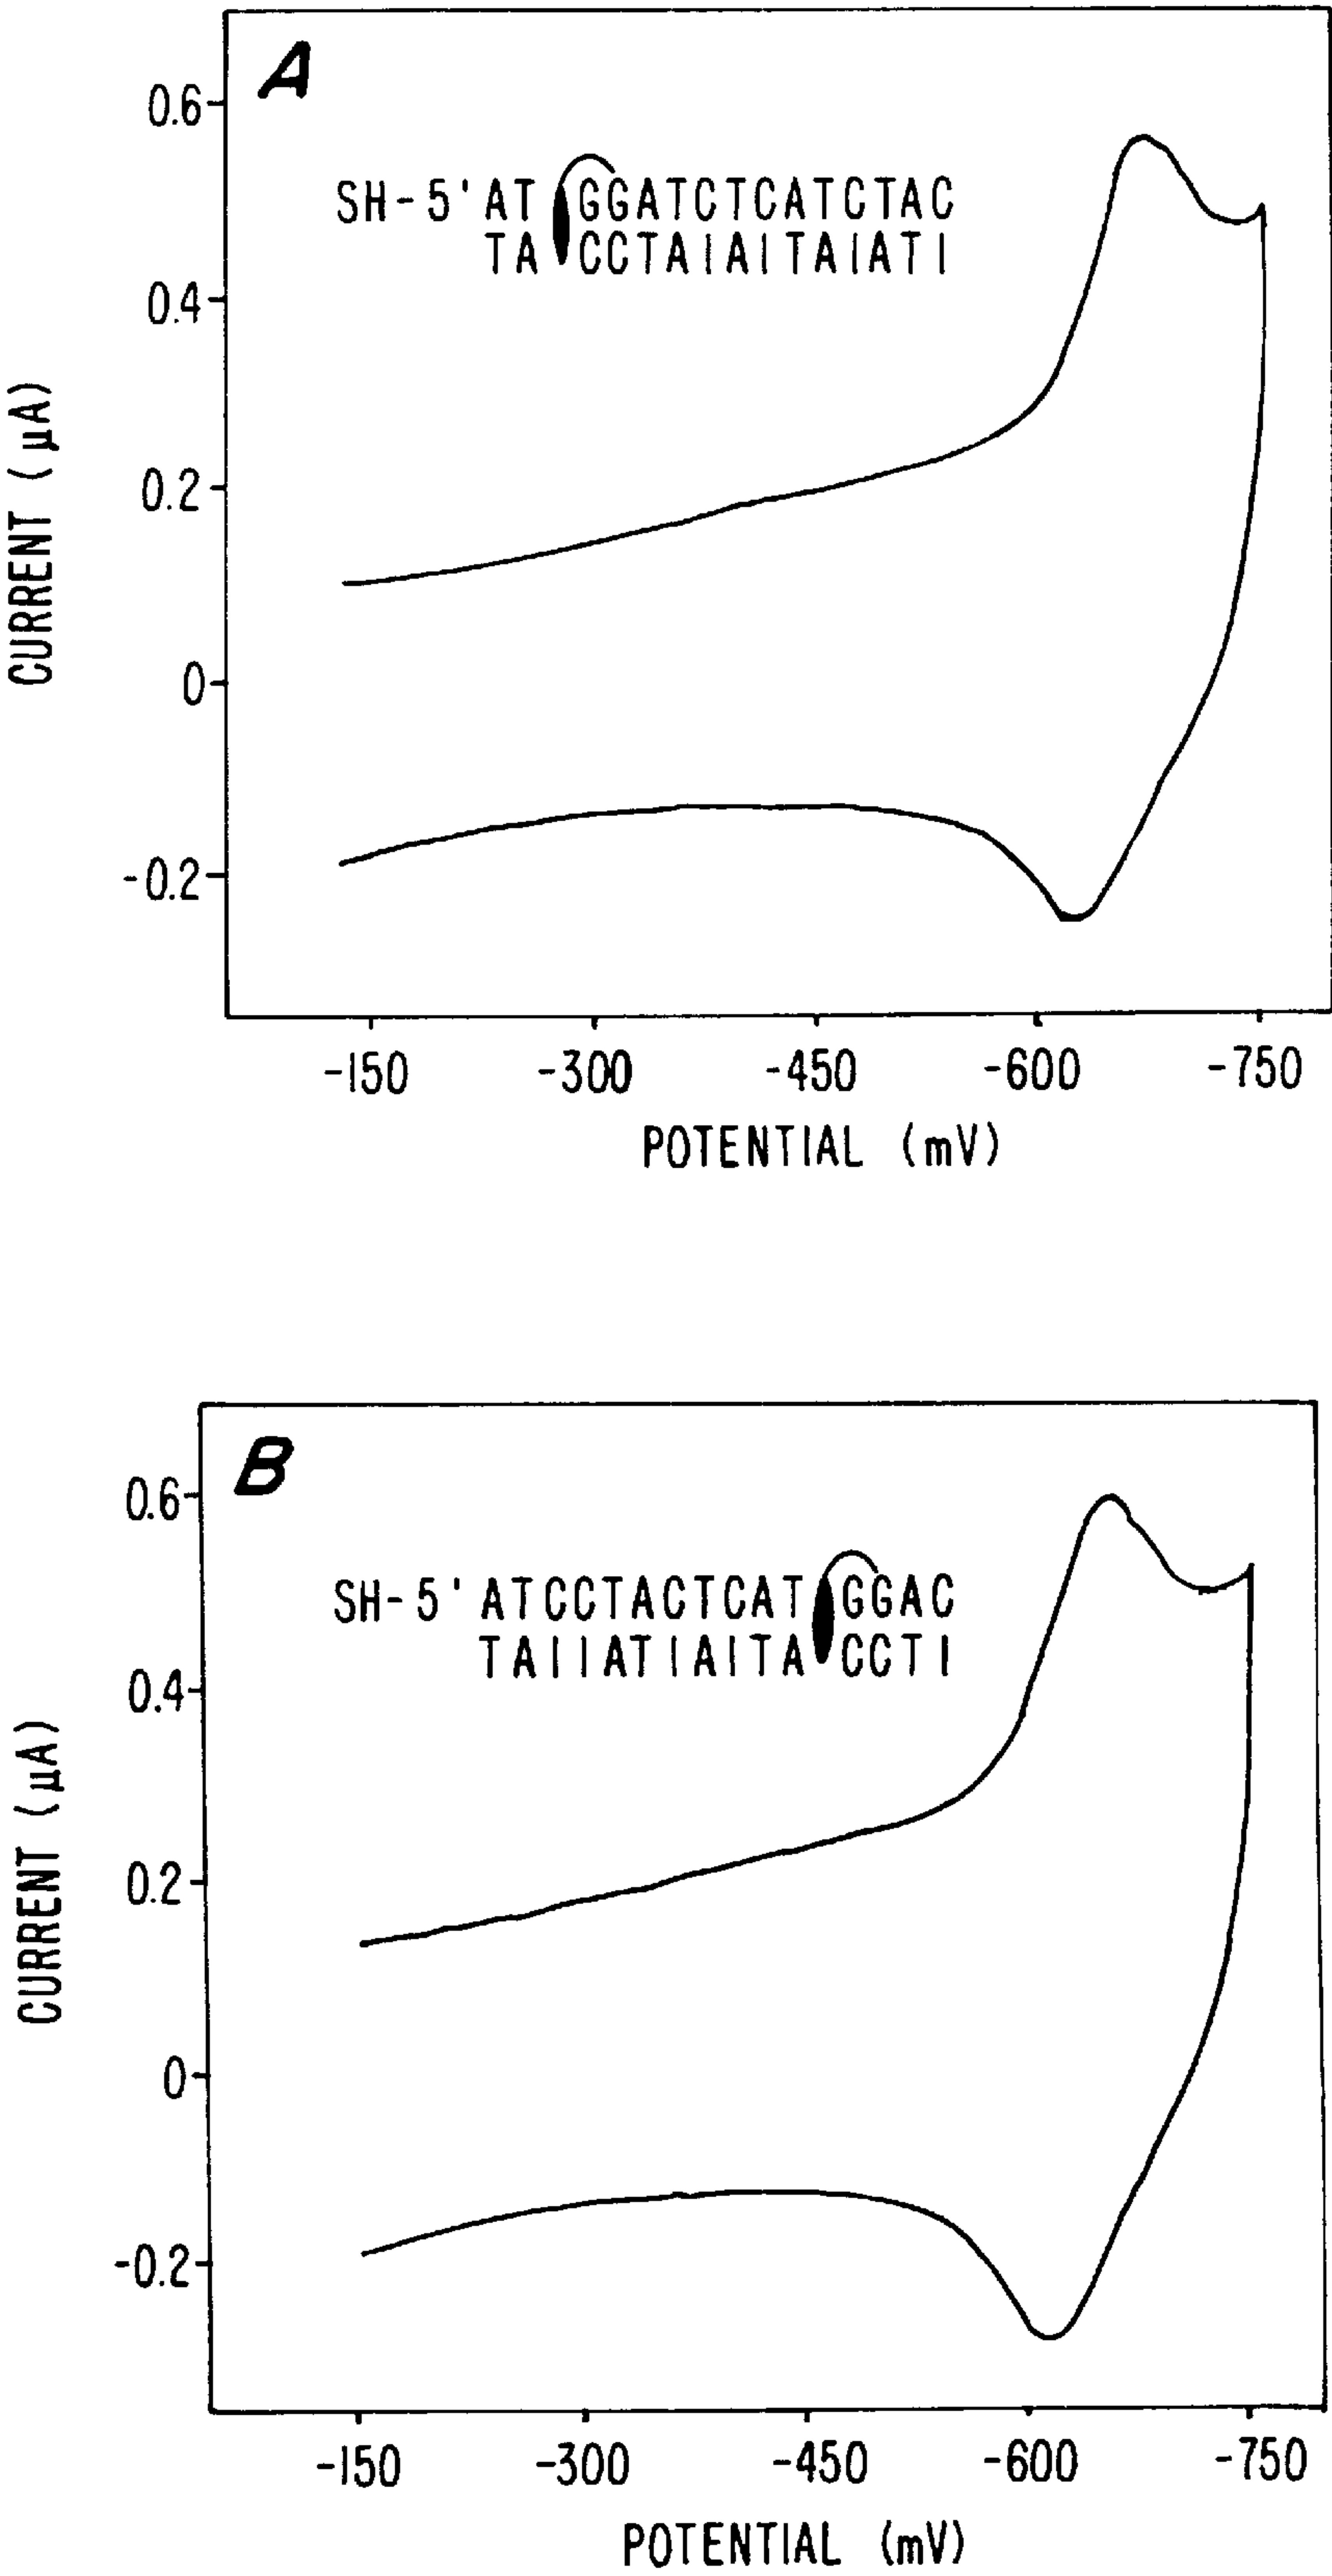 A
0.6
SH-5'AT GGATCTCATCTAC
TA CCTAIAITAIATI
0.4
0.2
0
-0.2
CURRENT (μA)
-150 -300 -450 -600 -750
POTENTIAL (mV)
B
0.6
SH-5'ATCCTACTCAT GGAC
TAIIATIAITA CCTI
0.4
0.2
0
-0.2
CURRENT (μA)
-150 -300 -450 -600 -750
POTENTIAL (mV)